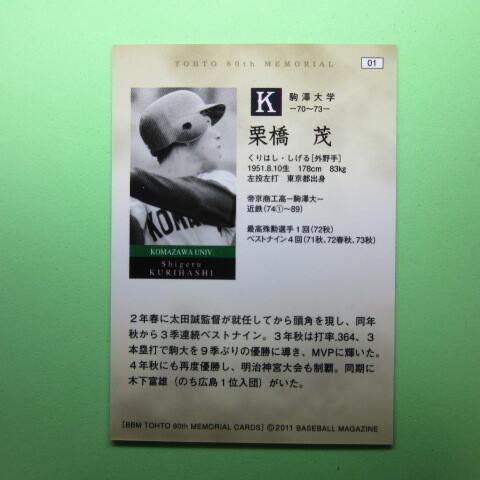 TOHTO 80th MEMORIAL
01
K
駒澤大学
−70〜73−
栗橋 茂
くりはし・しげる[外野手]
1951.8.10生 178cm 83kg
左投左打 東京都出身
帝京商工高−駒澤大−
近鉄(74①〜89)
最高殊勲選手1回(72秋)
ベストナイン4回(71秋、72春秋、73秋)
KOMAZ
KOMAZAWA UNIV.
Shigeru
KURIHASHI
2年春に太田誠監督が就任してから頭角を現し、同年
秋から3季連続ベストナイン。3年秋は打率.364、3
本塁打で駒大を9季ぶりの優勝に導き、MVPに輝いた。
4年秋にも再度優勝し、明治神宮大会も制覇。同期に
木下富雄（のち広島1位入団）がいた。
[BBM TOHTO 80th MEMORIAL CARDS] ©2011 BASEBALL MAGAZINE